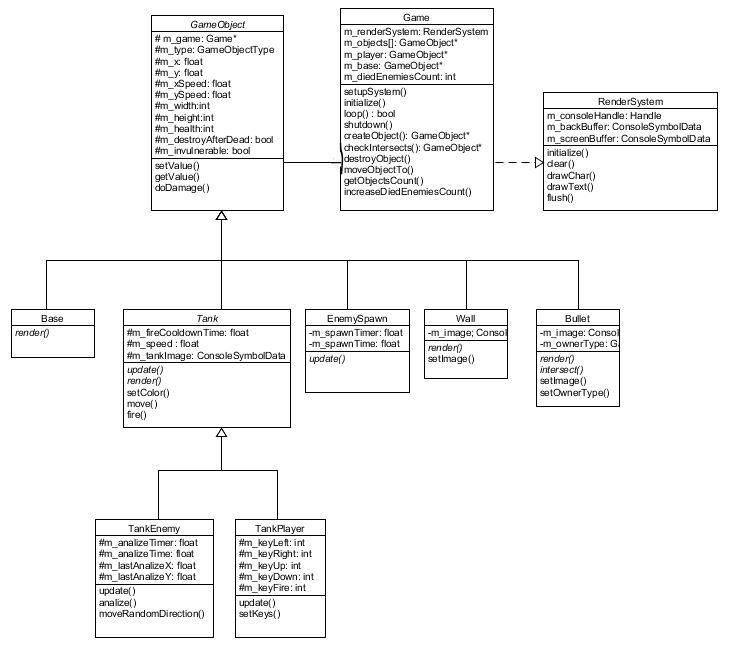 GameObject
# m_game: Game*
#m_type: GameObjectType
#m_x: float
#m_y: float
#m_xSpeed: float
#m_ySpeed: float
#m_width:int
#m_height:int
#m_health:int
#m_destroyAfterDead: bool
#m_invulnerable: bool
setValue()
getValue()
doDamage()
Game
m_renderSystem: RenderSystem
m_objects[]: GameObject*
m_player: GameObject*
m_base: GameObject*
m_diedEnemiesCount: int
setupSystem()
initialize()
loop() : bool
shutdown()
createObject(): GameObject*
checkIntersects(): GameObject*
destroyObject()
moveObjectTo()
getObjectsCount()
increaseDiedEnemiesCount()
RenderSystem
m_consoleHandle: Handle
m_backBuffer: ConsoleSymbolData
m_screenBuffer: ConsoleSymbolData
initialize()
clear()
drawChar()
drawText()
flush()
Base
render()
Tank
#m_fireCooldownTime: float
#m_speed : float
#m_tankImage: ConsoleSymbolData
update()
render()
setColor()
move()
fire()
EnemySpawn
-m_spawnTimer: float
-m_spawnTime: float
update()
Wall
-m_image; Consol
render()
setImage()
Bullet
-m_image: Consol
-m_ownerType: Ga
render()
intersect()
setImage()
setOwnerType()
TankEnemy
#m_analizeTimer: float
#m_analizeTime: float
#m_lastAnalizeX: float
#m_lastAnalizeY: float
update()
analize()
moveRandomDirection()
TankPlayer
#m_keyLeft: int
#m_keyRight: int
#m_keyUp: int
#m_keyDown: int
#m_keyFire: int
update()
setKeys()